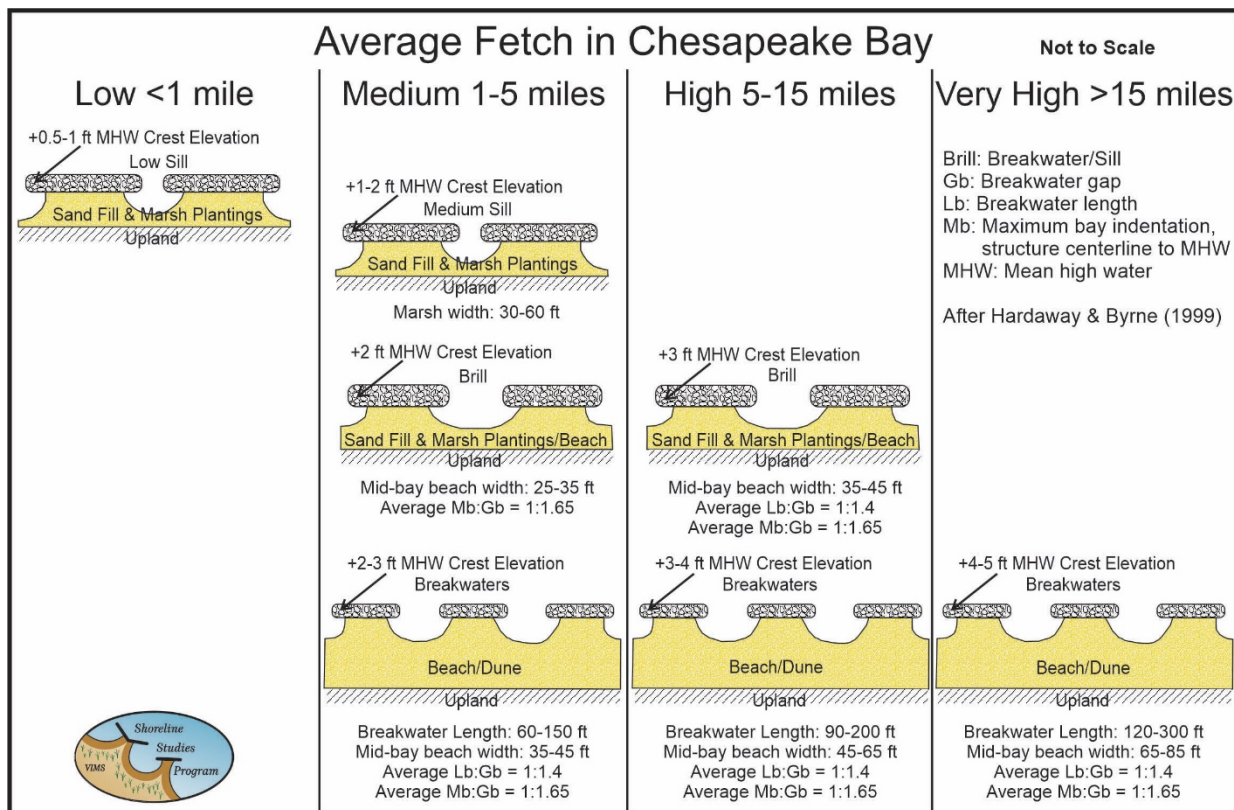 Average Fetch in Chesapeake Bay
Not to Scale
Low <1 mile
+0.5-1 ft MHW Crest Elevation
Low Sill
Sand Fill & Marsh Plantings
Upland
Medium 1-5 miles
+1-2 ft MHW Crest Elevation
Medium Sill
Sand Fill & Marsh Plantings
Upland
Marsh width: 30-60 ft
+2 ft MHW Crest Elevation
Brill
Sand Fill & Marsh Plantings/Beach
Upland
Mid-bay beach width: 25-35 ft
Average Mb:Gb = 1:1.65
+2-3 ft MHW Crest Elevation
Breakwaters
Beach/Dune
Upland
Breakwater Length: 60-150 ft
Mid-bay beach width: 35-45 ft
Average Lb:Gb = 1:1.4
Average Mb:Gb = 1:1.65
High 5-15 miles
+3 ft MHW Crest Elevation
Brill
Sand Fill & Marsh Plantings/Beach
Upland
Mid-bay beach width: 35-45 ft
Average Lb:Gb = 1:1.4
Average Mb:Gb = 1:1.65
+3-4 ft MHW Crest Elevation
Breakwaters
Beach/Dune
Upland
Breakwater Length: 90-200 ft
Mid-bay beach width: 45-65 ft
Average Lb:Gb = 1:1.4
Average Mb:Gb = 1:1.65
Very High >15 miles
Brill: Breakwater/Sill
Gb: Breakwater gap
Lb: Breakwater length
Mb: Maximum bay indentation,
structure centerline to MHW
MHW: Mean high water
After Hardaway & Byrne (1999)
+4-5 ft MHW Crest Elevation
Breakwaters
Beach/Dune
Upland
Breakwater Length: 120-300 ft
Mid-bay beach width: 65-85 ft
Average Lb:Gb = 1:1.4
Average Mb:Gb = 1:1.65
Shoreline
Studies
VIMS
Program